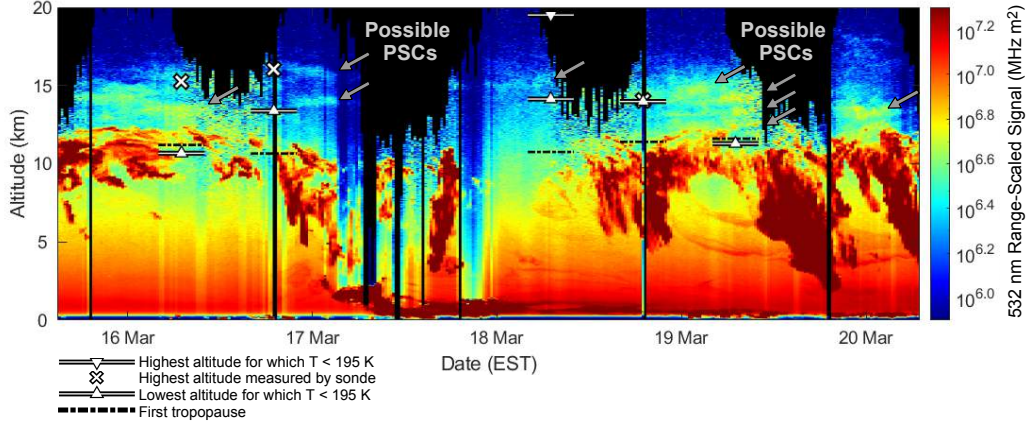 20
15
10
5
0
Altitude (km)
Possible
PSCs
Possible
PSCs
16 Mar
17 Mar
18 Mar
19 Mar
20 Mar
Date (EST)
10^7.2
10^7.0
10^6.8
10^6.6
10^6.4
10^6.2
10^6.0
532 nm Range-Scaled Signal (MHz m²)
Highest altitude for which T < 195 K
Highest altitude measured by sonde
Lowest altitude for which T < 195 K
First tropopause